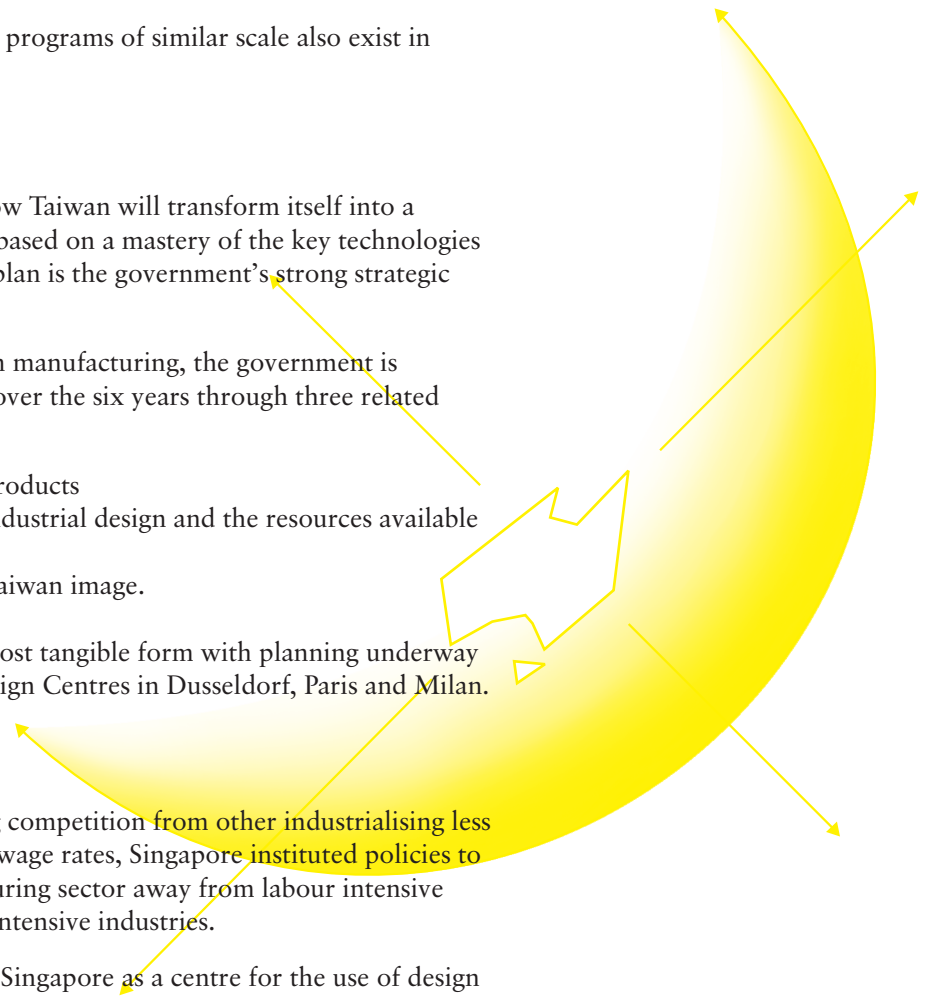 programs of similar scale also exist in
ow Taiwan will transform itself into a
based on a mastery of the key technologies
plan is the government’s strong strategic
n manufacturing, the government is
over the six years through three related
roducts
ndustrial design and the resources available
aiwan image.
ost tangible form with planning underway
ign Centres in Dusseldorf, Paris and Milan.
g competition from other industrialising less
wage rates, Singapore instituted policies to
uring sector away from labour intensive
ntensive industries.
Singapore as a centre for the use of design